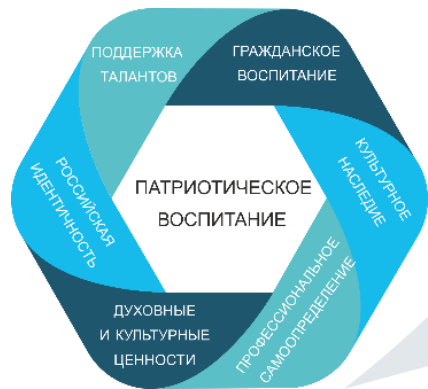 ПОДДЕРЖКА
ТАЛАНТОВ
ГРАЖДАНСКОЕ
ВОСПИТАНИЕ
КУЛЬТУРНОЕ
НАСЛЕДИЕ
ПРОФЕССИОНАЛЬНОЕ
САМООПРЕДЕЛЕНИЕ
ДУХОВНЫЕ
И КУЛЬТУРНЫЕ
ЦЕННОСТИ
РОССИЙСКАЯ
ИДЕНТИЧНОСТЬ
ПАТРИОТИЧЕСКОЕ
ВОСПИТАНИЕ